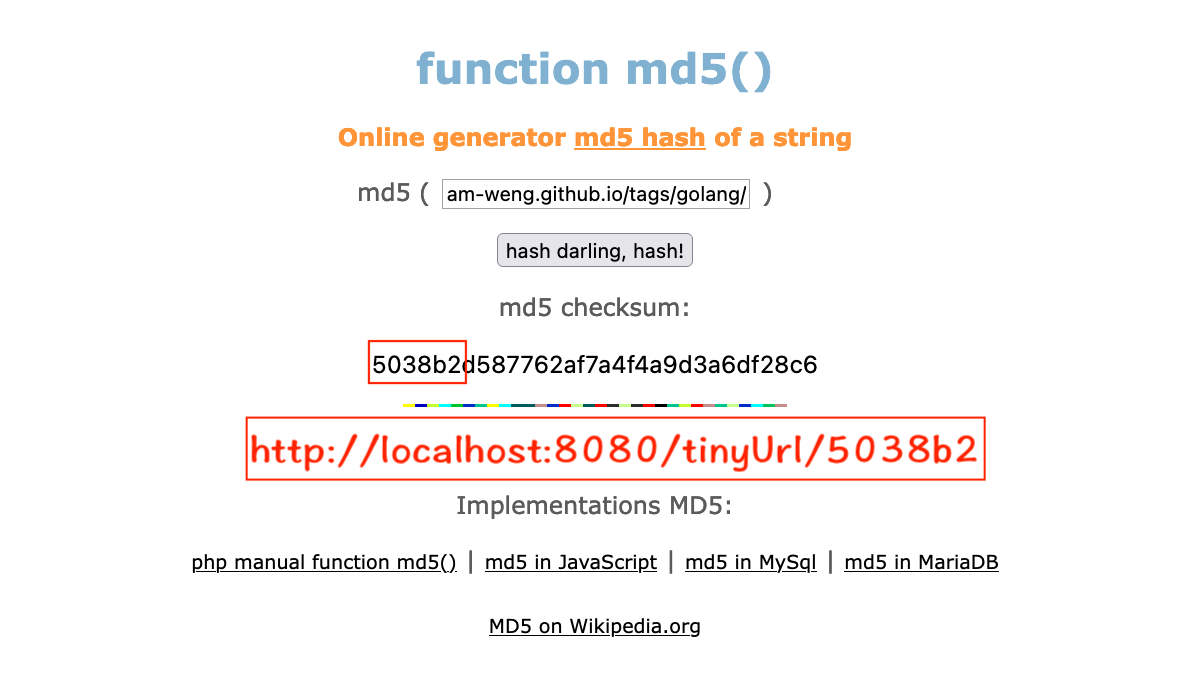 function md5()
Online generator md5 hash of a string
md5 ( am-weng.github.io/tags/golang/ )
hash darling, hash!
md5 checksum:
5038b2d587762af7a4f4a9d3a6df28c6
http://localhost:8080/tinyUrl/5038b2
Implementations MD5:
php manual function md5() | md5 in JavaScript | md5 in MySql | md5 in MariaDB
MD5 on Wikipedia.org